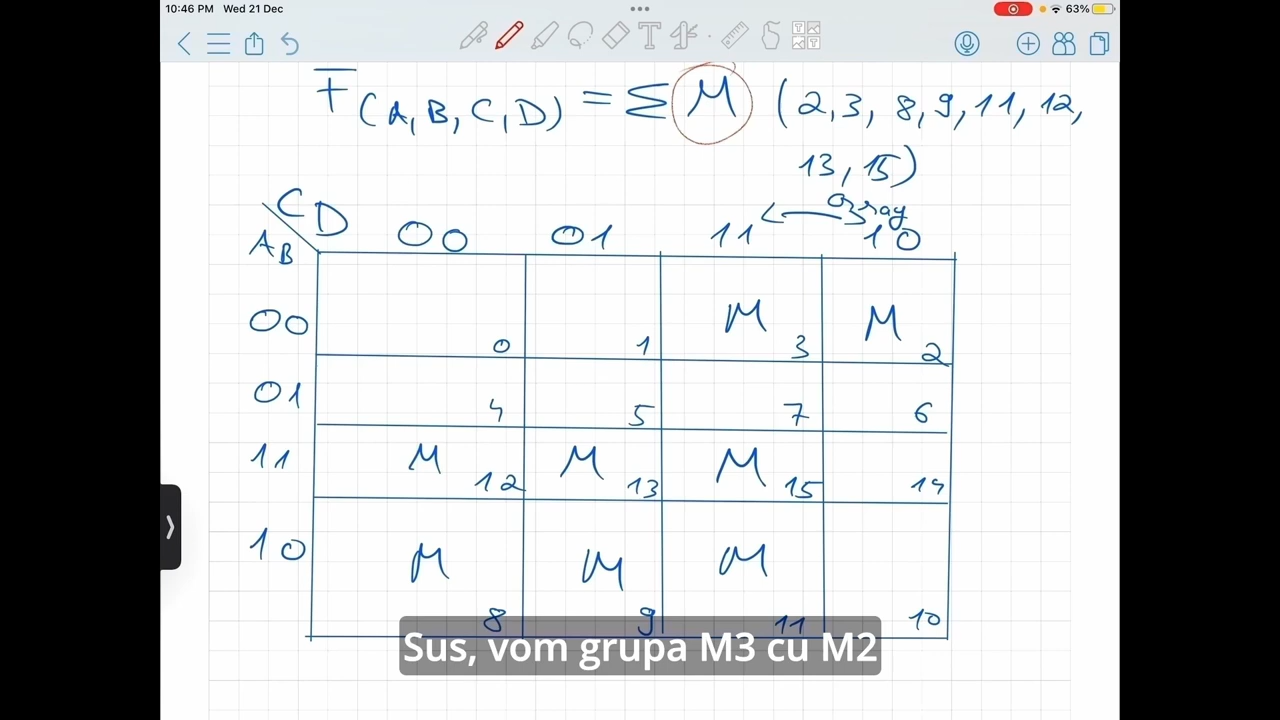 10:46 PM Wed 21 Dec
63%
F̅(A,B,C,D) = Σ M (2,3, 8,9,11,12,
13,15)
Gray
CD 00 01 11 10
AB
00 M M
0 1 3 2
01
4 5 7 6
11 M M M
12 13 15 14
10 M M M
8 9 11 10
Sus, vom grupa M3 cu M2